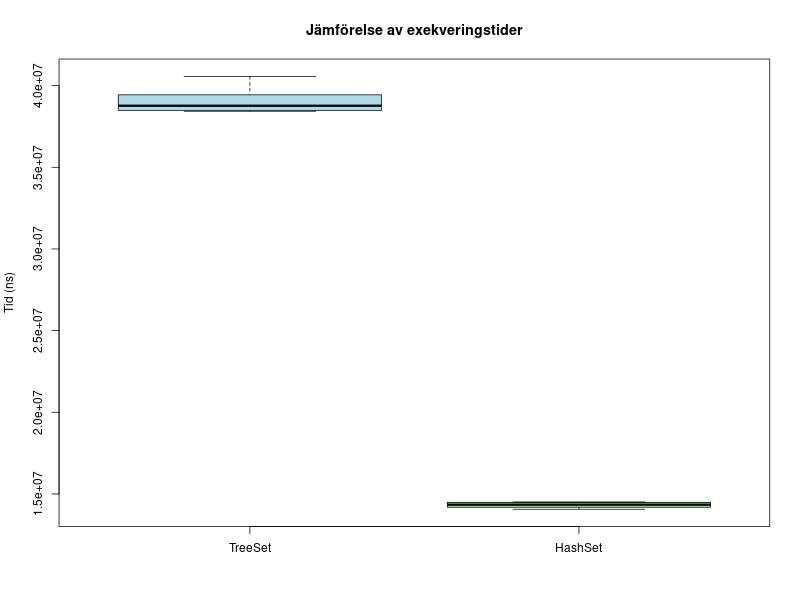 Jämförelse av exekveringstider
Tid (ns)
4.0e+07
3.5e+07
3.0e+07
2.5e+07
2.0e+07
1.5e+07
TreeSet
HashSet